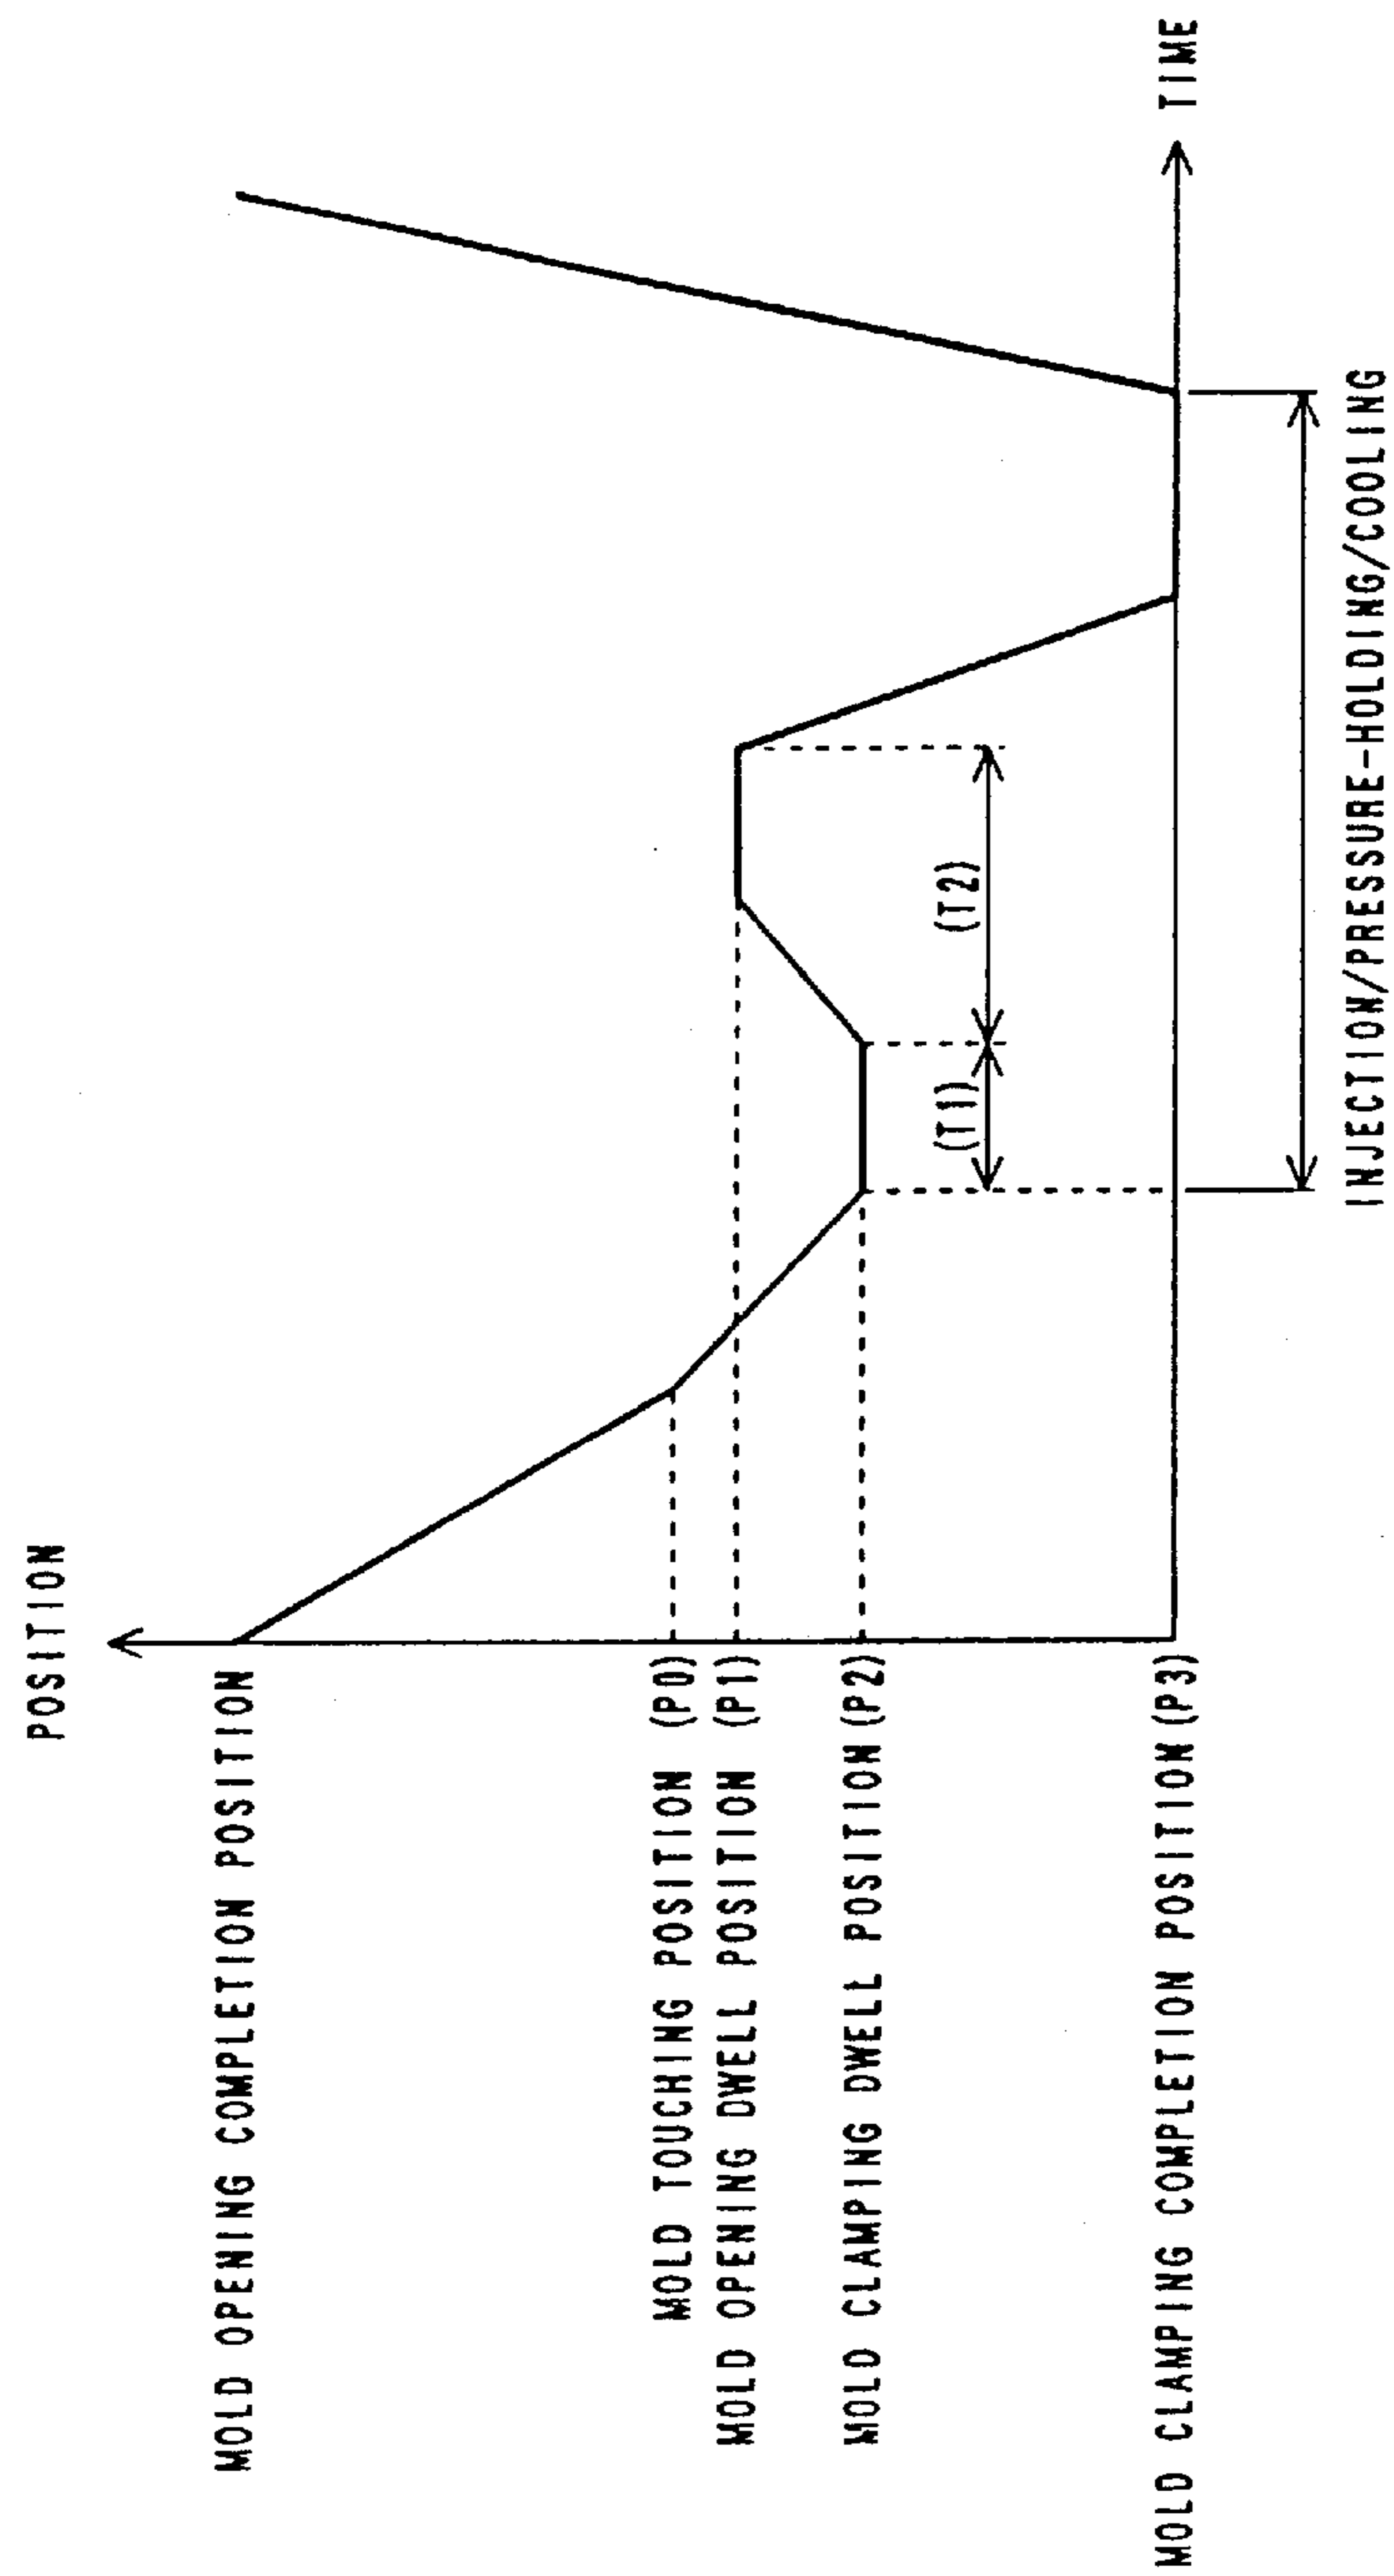 POSITION
MOLD OPENING COMPLETION POSITION
MOLD TOUCHING POSITION (P0)
MOLD OPENING DWELL POSITION (P1)
MOLD CLAMPING DWELL POSITION (P2)
(T1)
(T2)
MOLD CLAMPING COMPLETION POSITION (P3)
TIME
INJECTION/PRESSURE-HOLDING/COOLING